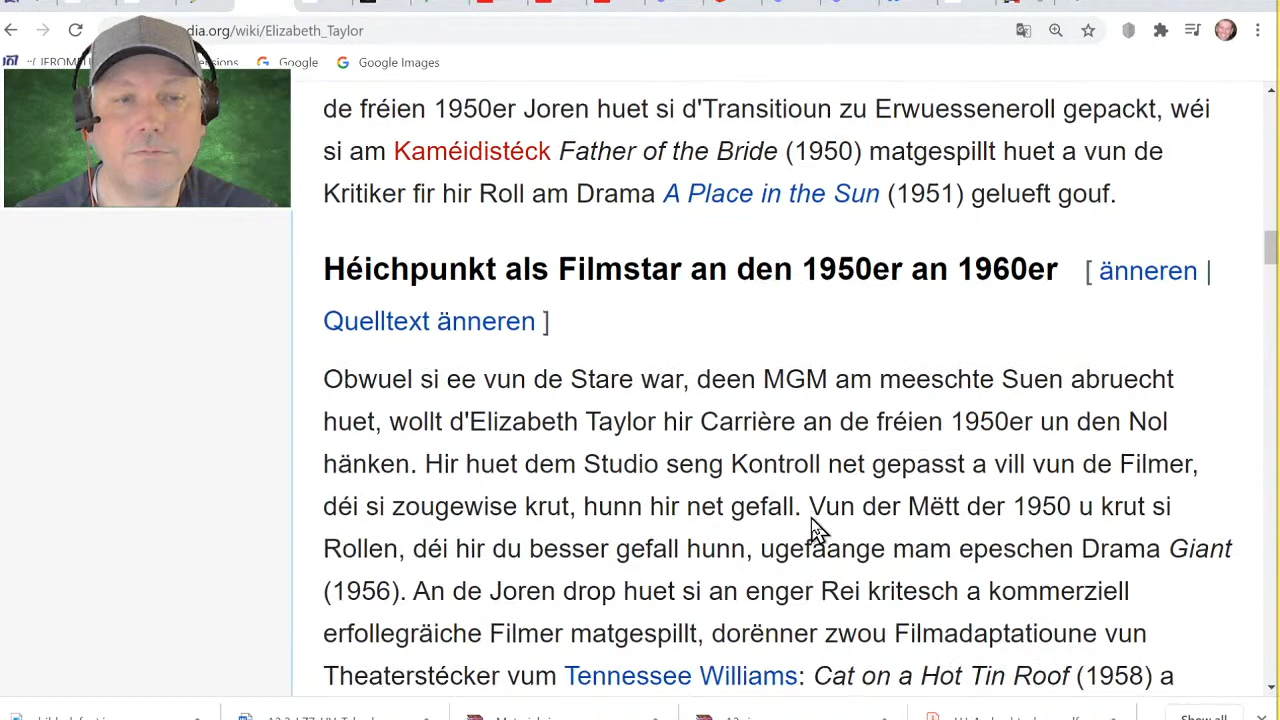 dia.org/wiki/Elizabeth_Taylor
Google
Google Images
de fréien 1950er Joren huet si d'Transitioun zu Erwuesseneroll gepackt, wéi
si am Kaméidistéck Father of the Bride (1950) matgespillt huet a vun de
Kritiker fir hir Roll am Drama A Place in the Sun (1951) gelueft gouf.
Héichpunkt als Filmstar an den 1950er an 1960er [ änneren |
Quelltext änneren ]
Obwuel si ee vun de Stare war, deen MGM am meeschte Suen abruecht
huet, wollt d'Elizabeth Taylor hir Carrière an de fréien 1950er un den Nol
hänken. Hir huet dem Studio seng Kontroll net gepasst a vill vun de Filmer,
déi si zougewise krut, hunn hir net gefall. Vun der Mëtt der 1950 u krut si
Rollen, déi hir du besser gefall hunn, ugefaange mam epeschen Drama Giant
(1956). An de Joren drop huet si an enger Rei kritesch a kommerziell
erfollegräiche Filmer matgespillt, dorënner zwou Filmadaptatioune vun
Theaterstécker vum Tennessee Williams: Cat on a Hot Tin Roof (1958) a
Show all